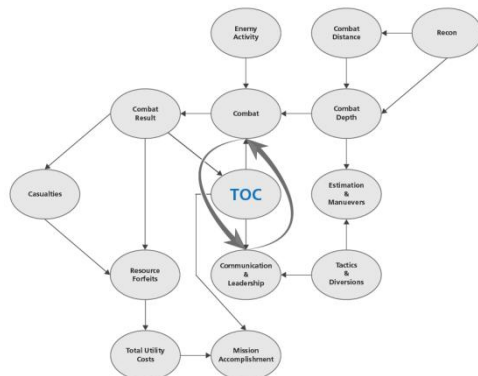 Enemy
Activity
Combat
Distance
Recon
Combat
Result
Combat
Combat
Depth
Casualties
TOC
Estimation
&
Manuevers
Resource
Forfeits
Communication
&
Leadership
Tactics
&
Diversions
Total Utility
Costs
Mission
Accomplishment